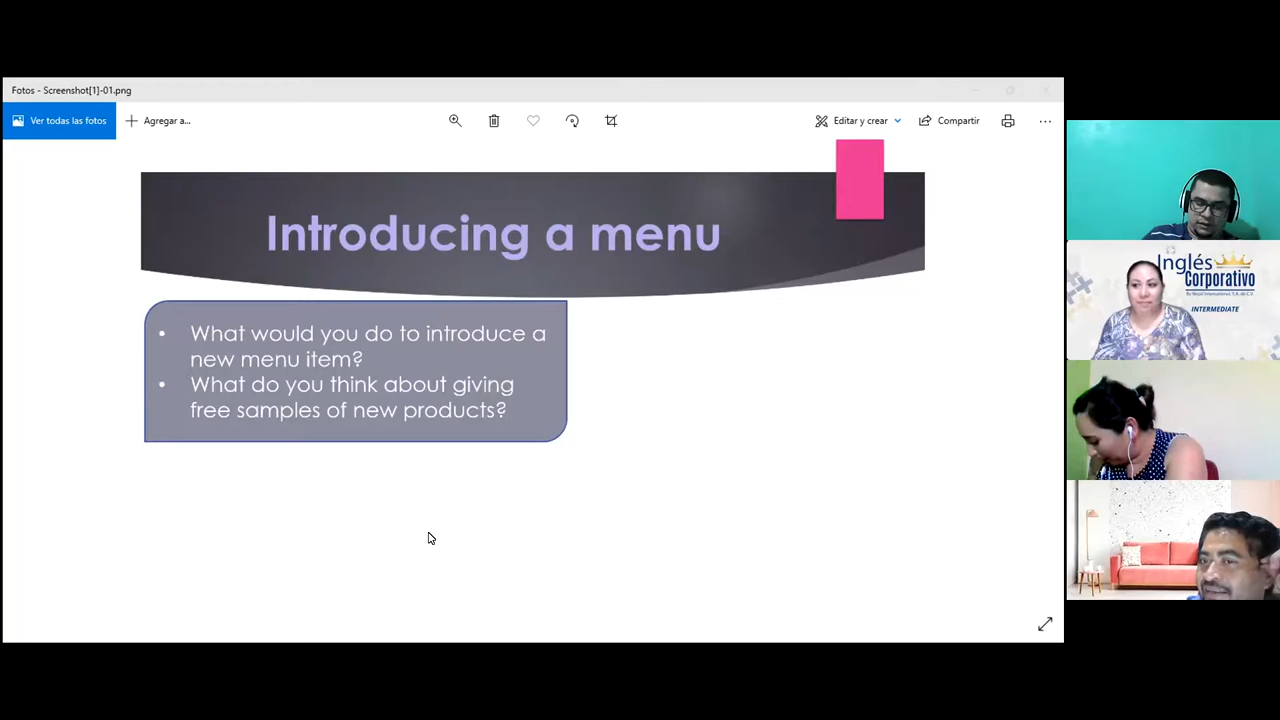 Fotos - Screenshot[1]-01.png
Ver todas las fotos
Agregar a...
Editar y crear
Compartir
Introducing a menu
• What would you do to introduce a
new menu item?
• What do you think about giving
free samples of new products?
Inglés
Corporativo
INTERMEDIATE